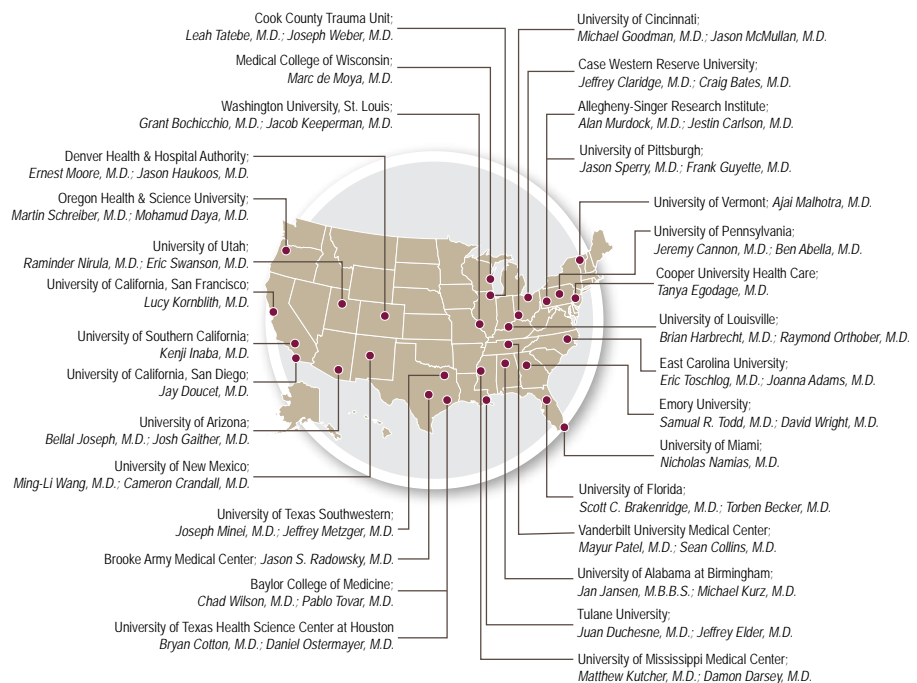 Cook County Trauma Unit;
Leah Tatebe, M.D.; Joseph Weber, M.D.
Medical College of Wisconsin;
Marc de Moya, M.D.
Washington University, St. Louis;
Grant Bochicchio, M.D.; Jacob Keeperman, M.D.
Denver Health & Hospital Authority;
Ernest Moore, M.D.; Jason Haukoos, M.D.
Oregon Health & Science University;
Martin Schreiber, M.D.; Mohamud Daya, M.D.
University of Utah;
Raminder Nirula, M.D.; Eric Swanson, M.D.
University of California, San Francisco;
Lucy Kornblith, M.D.
University of Southern California;
Kenji Inaba, M.D.
University of California, San Diego;
Jay Doucet, M.D.
University of Arizona;
Bellal Joseph, M.D.; Josh Gaither, M.D.
University of New Mexico;
Ming-Li Wang, M.D.; Cameron Crandall, M.D.
University of Texas Southwestern;
Joseph Minei, M.D.; Jeffrey Metzger, M.D.
Brooke Army Medical Center; Jason S. Radowsky, M.D.
Baylor College of Medicine;
Chad Wilson, M.D.; Pablo Tovar, M.D.
University of Texas Health Science Center at Houston
Bryan Cotton, M.D.; Daniel Ostermayer, M.D.
University of Cincinnati;
Michael Goodman, M.D.; Jason McMullan, M.D.
Case Western Reserve University;
Jeffrey Claridge, M.D.; Craig Bates, M.D.
Allegheny-Singer Research Institute;
Alan Murdock, M.D.; Jestin Carlson, M.D.
University of Pittsburgh;
Jason Sperry, M.D.; Frank Guyette, M.D.
University of Vermont; Ajai Malhotra, M.D.
University of Pennsylvania;
Jeremy Cannon, M.D.; Ben Abella, M.D.
Cooper University Health Care;
Tanya Egodage, M.D.
University of Louisville;
Brian Harbrecht, M.D.; Raymond Orthober, M.D.
East Carolina University;
Eric Toschlog, M.D.; Joanna Adams, M.D.
Emory University;
Samual R. Todd, M.D.; David Wright, M.D.
University of Miami;
Nicholas Namias, M.D.
University of Florida;
Scott C. Brakenridge, M.D.; Torben Becker, M.D.
Vanderbilt University Medical Center;
Mayur Patel, M.D.; Sean Collins, M.D.
University of Alabama at Birmingham;
Jan Jansen, M.B.B.S.; Michael Kurz, M.D.
Tulane University;
Juan Duchesne, M.D.; Jeffrey Elder, M.D.
University of Mississippi Medical Center;
Matthew Kutcher, M.D.; Damon Darsey, M.D.